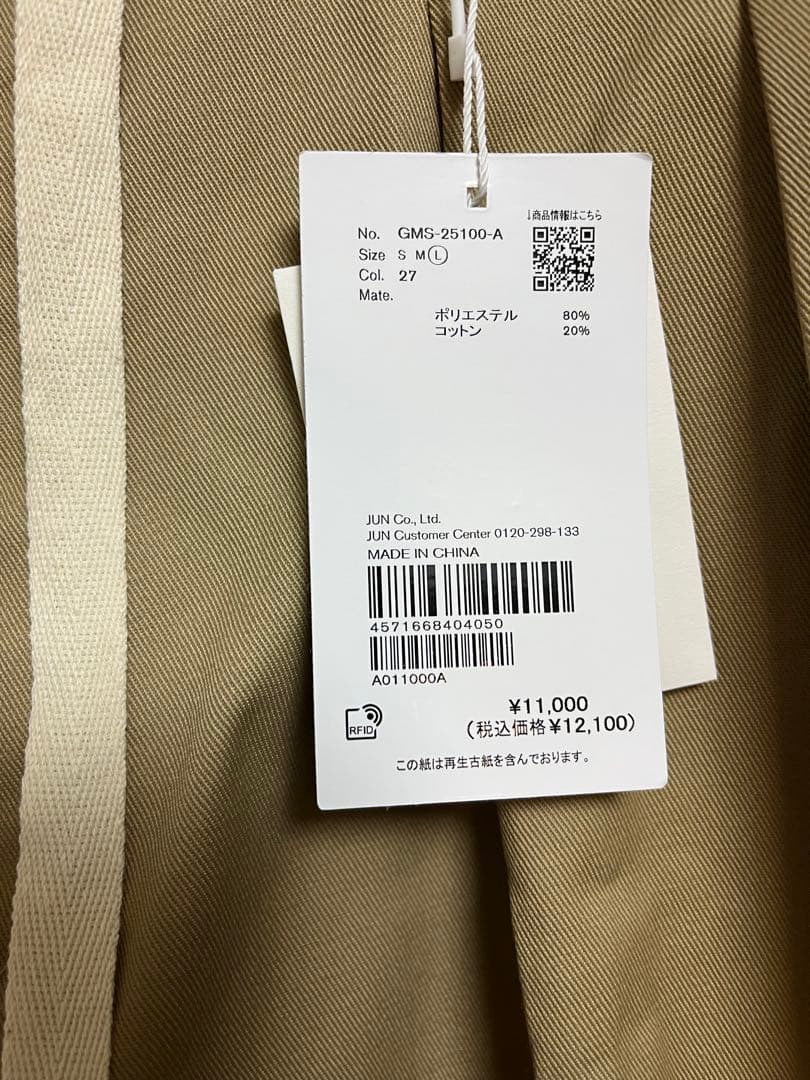 ↓商品情報はこちら
No. GMS-25100-A
Size S M L
Col. 27
Mate.
ポリエステル 80%
コットン 20%
JUN Co., Ltd.
JUN Customer Center 0120-298-133
MADE IN CHINA
4571668404050
A011000A
RFID
¥11,000
(税込価格¥12,100)
この紙は再生古紙を含んでおります。